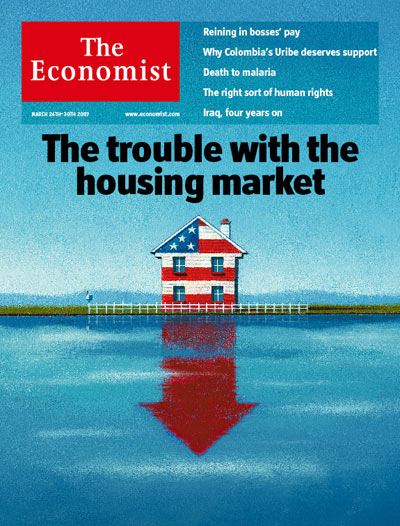 The
Economist
MARCH 24TH-30TH 2007
www.economist.com
Reining in bosses' pay
Why Colombia's Uribe deserves support
Death to malaria
The right sort of human rights
Iraq, four years on
The trouble with the
housing market